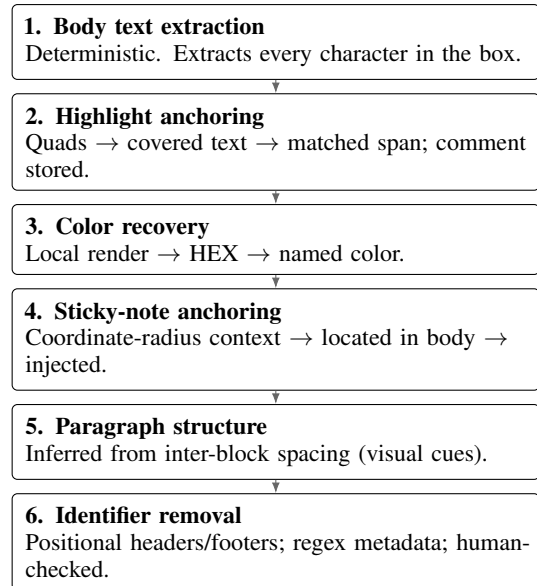 1. Body text extraction
Deterministic. Extracts every character in the box.
2. Highlight anchoring
Quads → covered text → matched span; comment
stored.
3. Color recovery
Local render → HEX → named color.
4. Sticky-note anchoring
Coordinate-radius context → located in body →
injected.
5. Paragraph structure
Inferred from inter-block spacing (visual cues).
6. Identifier removal
Positional headers/footers; regex metadata; human-
checked.